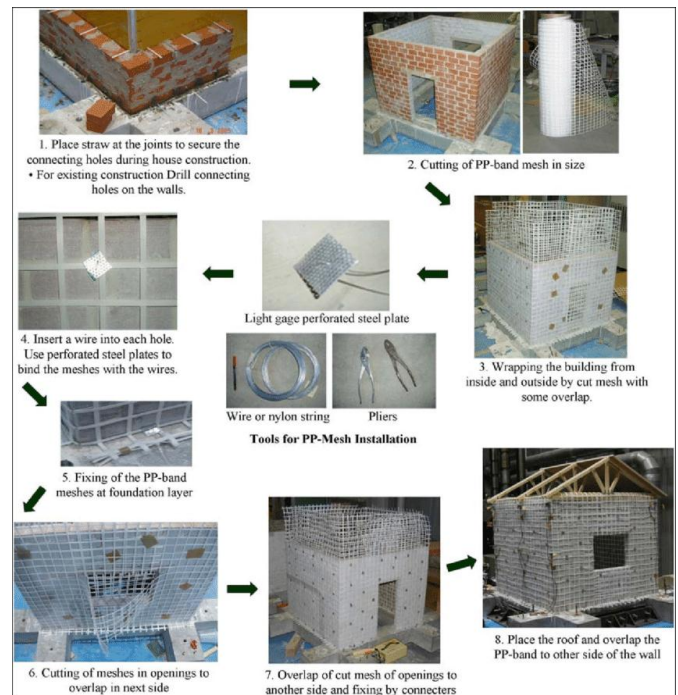 1. Place straw at the joints to secure the
connecting holes during house construction.
• For existing construction Drill connecting
holes on the walls.
2. Cutting of PP-band mesh in size
3. Wrapping the building from
inside and outside by cut mesh with
some overlap.
Light gage perforated steel plate
Wire or nylon string
Pliers
Tools for PP-Mesh Installation
4. Insert a wire into each hole.
Use perforated steel plates to
bind the meshes with the wires.
5. Fixing of the PP-band
meshes at foundation layer
6. Cutting of meshes in openings to
overlap in next side
7. Overlap of cut mesh of openings to
another side and fixing by connecters
8. Place the roof and overlap the
PP-band to other side of the wall